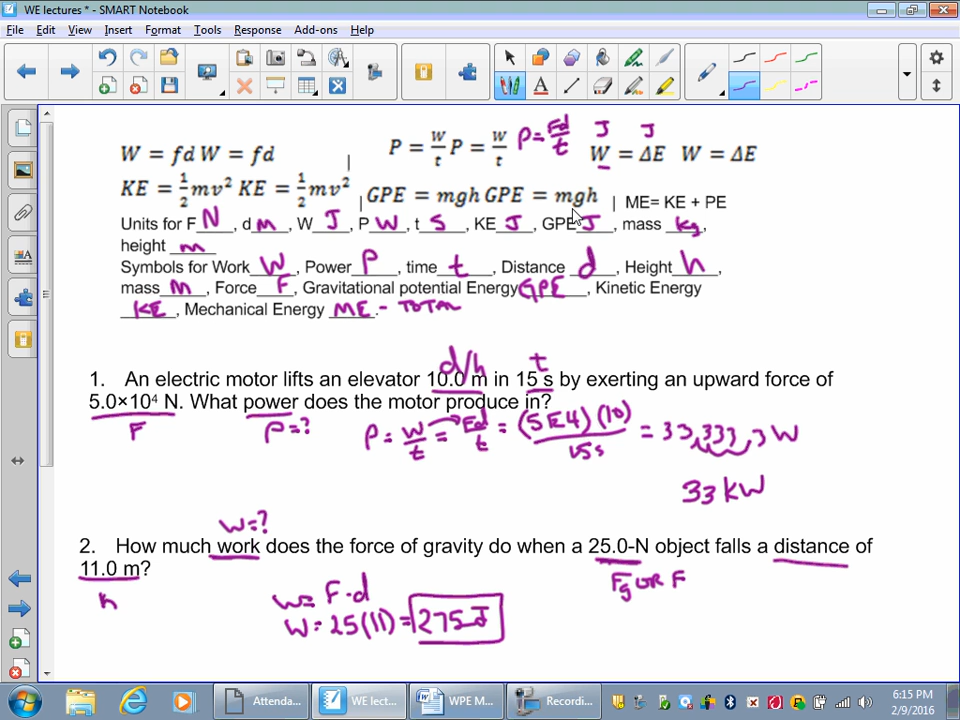 WE lectures * - SMART Notebook
File Edit View Insert Format Tools Response Add-ons Help
P = Fd/t J J
W = fd W = fd | P = w/t P = w/t W = ΔE W = ΔE
KE = 1/2 mv² KE = 1/2 mv² | GPE = mgh GPE = mgh | ME= KE + PE
Units for F N, d m, W J, P W, t s, KE J, GPE J, mass kg,
height m
Symbols for Work W, Power P, time t, Distance d, Height h,
mass m, Force F, Gravitational potential Energy GPE, Kinetic Energy
KE, Mechanical Energy ME. - TOTAL
d/h t
1. An electric motor lifts an elevator 10.0 m in 15 s by exerting an upward force of
5.0×10⁴ N. What power does the motor produce in?
F P=? P = W/t = Fd/t = (5E4)(10)/15s = 33,333.3 W
33 kW
W=?
2. How much work does the force of gravity do when a 25.0-N object falls a distance of
11.0 m?
h Fg OR F
W = F·d
W = 25(11) = 275 J
Attenda... WE lect... WPE M... Recordi...
6:15 PM
2/9/2016